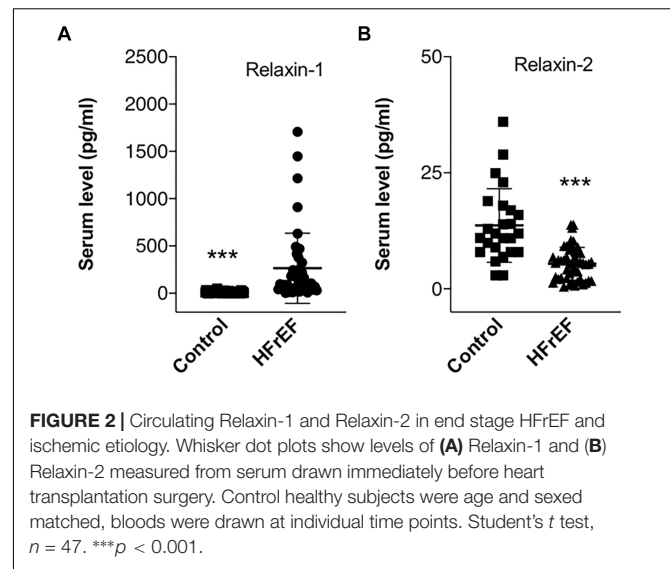 A
B
2500
2000
1500
1000
500
0
Serum level (pg/ml)
Relaxin-1
***
Control
HFrEF
50
25
0
Serum level (pg/ml)
Relaxin-2
***
Control
HFrEF
FIGURE 2 | Circulating Relaxin-1 and Relaxin-2 in end stage HFrEF and
ischemic etiology. Whisker dot plots show levels of (A) Relaxin-1 and (B)
Relaxin-2 measured from serum drawn immediately before heart
transplantation surgery. Control healthy subjects were age and sexed
matched, bloods were drawn at individual time points. Student's t test,
n = 47. ***p < 0.001.